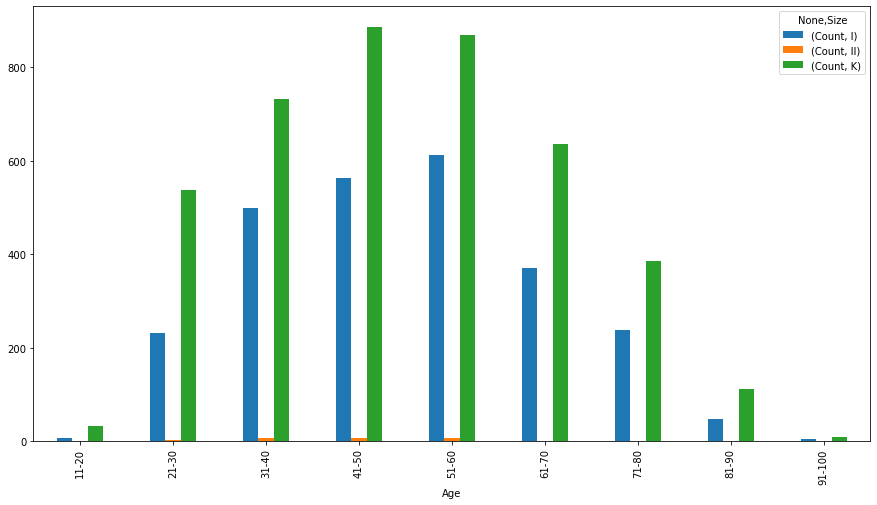 None,Size
(Count, I)
(Count, II)
(Count, K)
800
600
400
200
0
11-20
21-30
31-40
41-50
51-60
61-70
71-80
81-90
91-100
Age